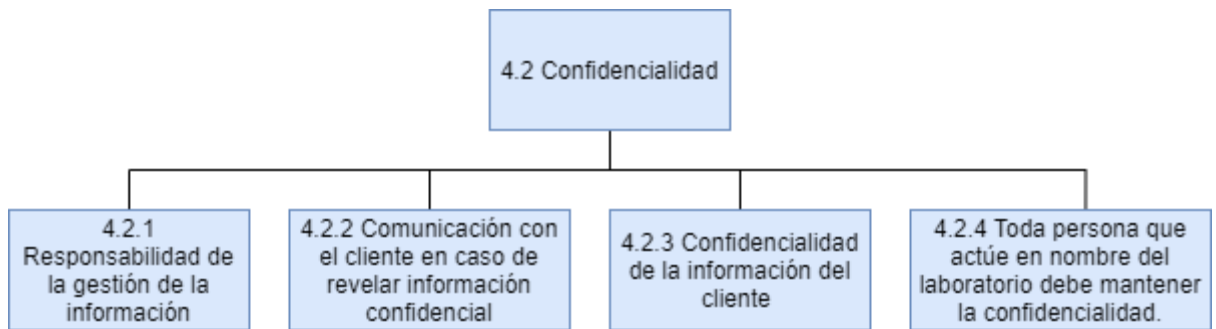 4.2 Confidencialidad
4.2.1
Responsabilidad de
la gestión de la
información
4.2.2 Comunicación con
el cliente en caso de
revelar información
confidencial
4.2.3 Confidencialidad
de la información del
cliente
4.2.4 Toda persona que
actúe en nombre del
laboratorio debe mantener
la confidencialidad.